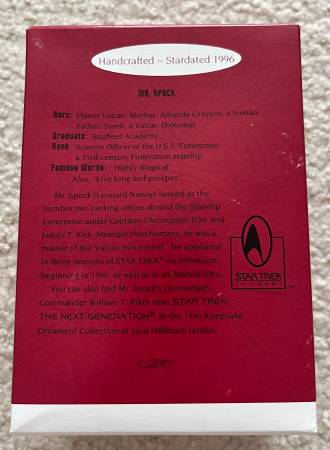 Handcrafted ~ Stardated 1996
MR. SPOCK
Born: Planet Vulcan; Mother: Amanda Grayson, a human
Father: Sarek, a Vulcan Diplomat
Graduate: Starfleet Academy
Rank: Science Officer of the U.S.S. Enterprise,
a 23rd-century Federation starship.
Famous Words: "Highly illogical."
Also, "Live long and prosper."
Mr. Spock (Leonard Nimoy) served as the
number two ranking officer aboard the Starship
Enterprise under Captains Christopher Pike and
James T. Kirk. Stronger than humans, he was a
master of the Vulcan mind-meld. He appeared
in three seasons of STAR TREK® on television,
beginning in 1966, as well as in six feature films.
You can also find Mr. Spock's counterpart,
Commander William T. Riker from STAR TREK:
THE NEXT GENERATION®, in the 1996 Keepsake
Ornament Collection at your Hallmark retailer.
STAR TREK
™